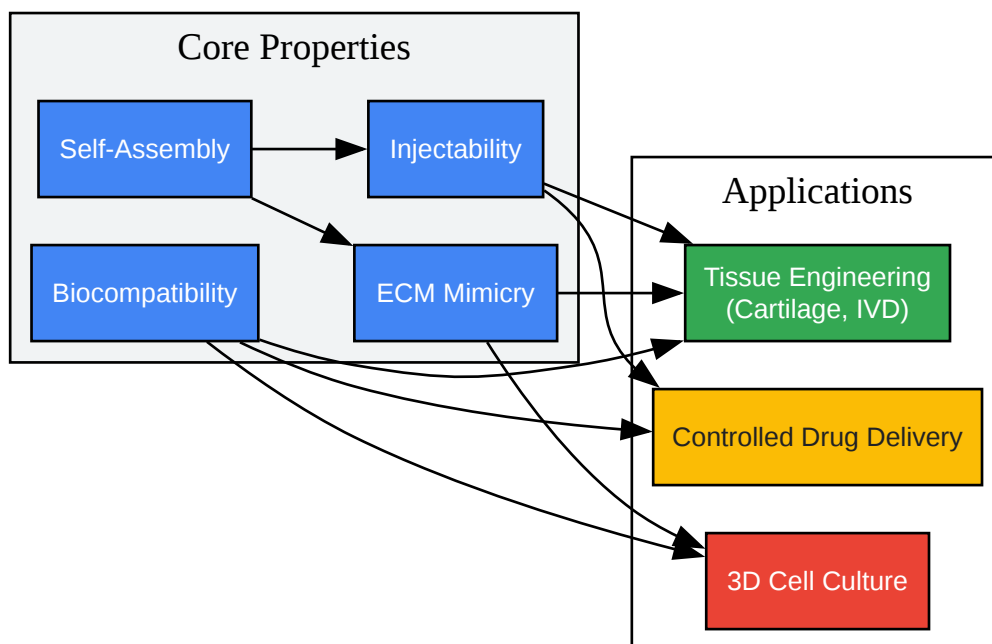 Core Properties
Self-Assembly
Injectability
Biocompatibility
ECM Mimicry
Applications
Tissue Engineering
(Cartilage, IVD)
Controlled Drug Delivery
3D Cell Culture